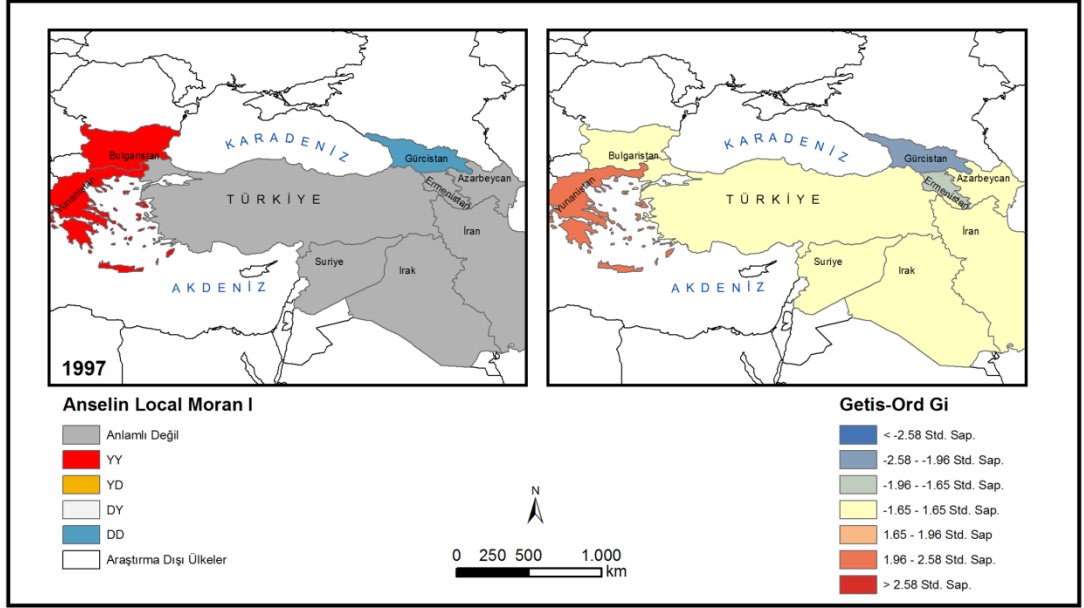 KARADENİZ
Bulgaristan
Gürcistan
Azarbeycan
Ermenistan
Yunanistan
TÜRKİYE
İran
Suriye
Irak
AKDENİZ
1997
KARADENİZ
Bulgaristan
Gürcistan
Azarbeycan
Ermenistan
Yunanistan
TÜRKİYE
İran
Suriye
Irak
AKDENİZ
Anselin Local Moran I
Anlamlı Değil
YY
YD
DY
DD
Araştırma Dışı Ülkeler
N
0 250 500 1.000
km
Getis-Ord Gi
< -2.58 Std. Sap.
-2.58 - -1.96 Std. Sap.
-1.96 - -1.65 Std. Sap.
-1.65 - 1.65 Std. Sap.
1.65 - 1.96 Std. Sap
1.96 - 2.58 Std. Sap.
> 2.58 Std. Sap.